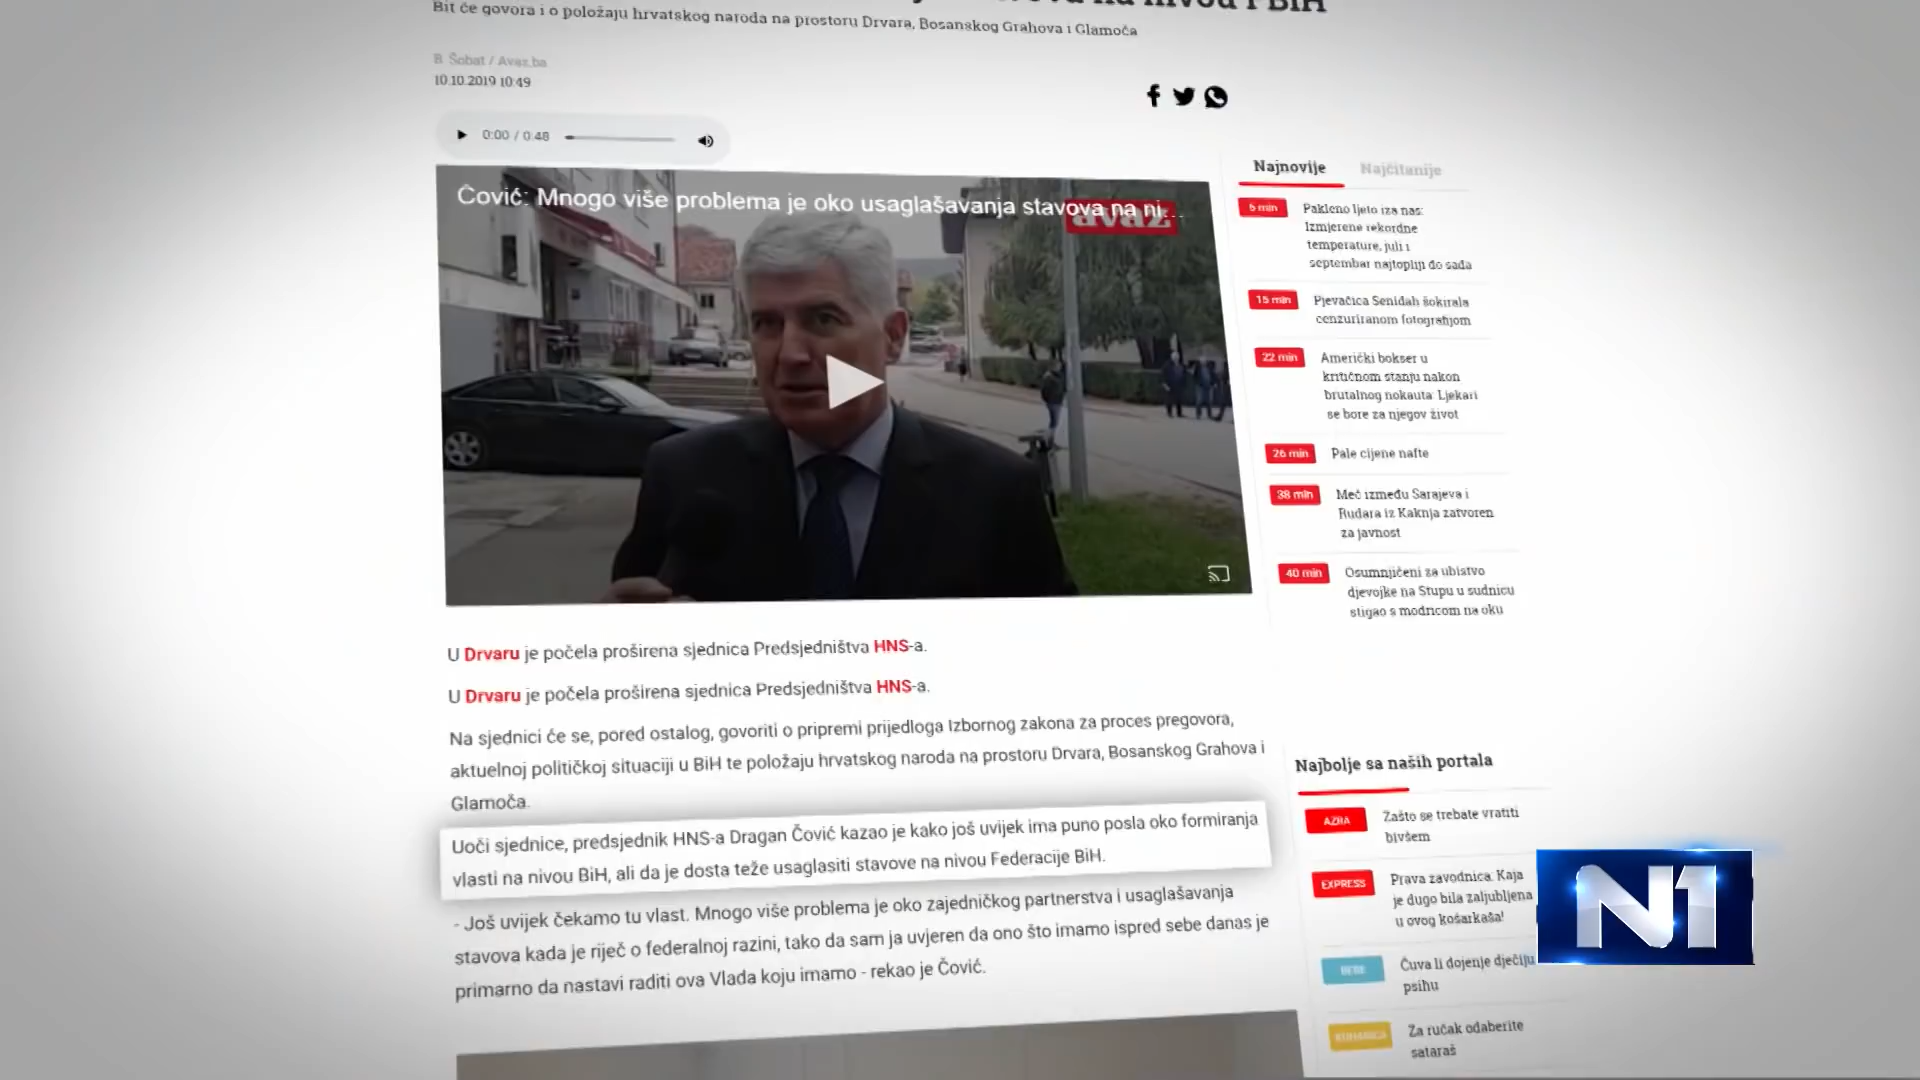 Bit će govora i o položaju hrvatskog naroda na prostoru Drvara, Bosanskog Grahova i Glamoča
B. Šobat / Avaz.ba
10.10.2019 10:49
0:00 / 0:48
Čović: Mnogo više problema je oko usaglašavanja stavova na ni...
avaz
U Drvaru je počela proširena sjednica Predsjedništva HNS-a.
U Drvaru je počela proširena sjednica Predsjedništva HNS-a.
Na sjednici će se, pored ostalog, govoriti o pripremi prijedloga Izbornog zakona za proces pregovora,
aktuelnoj političkoj situaciji u BiH te položaju hrvatskog naroda na prostoru Drvara, Bosanskog Grahova i
Glamoča.
Uoči sjednice, predsjednik HNS-a Dragan Čović kazao je kako još uvijek ima puno posla oko formiranja
vlasti na nivou BiH, ali da je dosta teže usaglasiti stavove na nivou Federacije BiH.
- Još uvijek čekamo tu vlast. Mnogo više problema je oko zajedničkog partnerstva i usaglašavanja
stavova kada je riječ o federalnoj razini, tako da sam ja uvjeren da ono što imamo ispred sebe danas je
primarno da nastavi raditi ova Vlada koju imamo - rekao je Čović.
Najnovije Najčitanije
5 min Pakleno ljeto iza nas:
Izmjerene rekordne
temperature, juli i
septembar najtopliji do sada
15 min Pjevačica Senidah šokirala
cenzuriranom fotografijom
22 min Američki bokser u
kritičnom stanju nakon
brutalnog nokauta: Ljekari
se bore za njegov život
26 min Pale cijene nafte
38 min Meč između Sarajeva i
Rudara iz Kaknja zatvoren
za javnost
40 min Osumnjičeni za ubistvo
djevojke na Stupu u sudnicu
stigao s modricom na oku
Najbolje sa naših portala
AZRA Zašto se trebate vratiti
bivšem
EXPRESS Prava zavodnica: Kaja
je dugo bila zaljubljena
u ovog košarkaša!
BEBE Čuva li dojenje dječiju
psihu
KUHARICA Za ručak odaberite
sataraš
N1